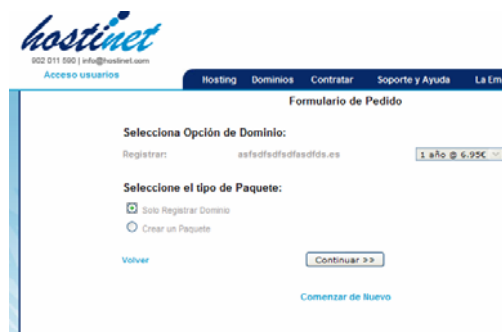 hostinet
902 011 590 | info@hostinet.com
Acceso usuarios
Hosting Dominios Contratar Soporte y Ayuda La Em
Formulario de Pedido
Selecciona Opción de Dominio:
Registrar: asfsdfsdfsdfasdfds.es 1 año @ 6.95€
Seleccione el tipo de Paquete:
Solo Registrar Dominio
Crear un Paquete
Volver Continuar >>
Comenzar de Nuevo